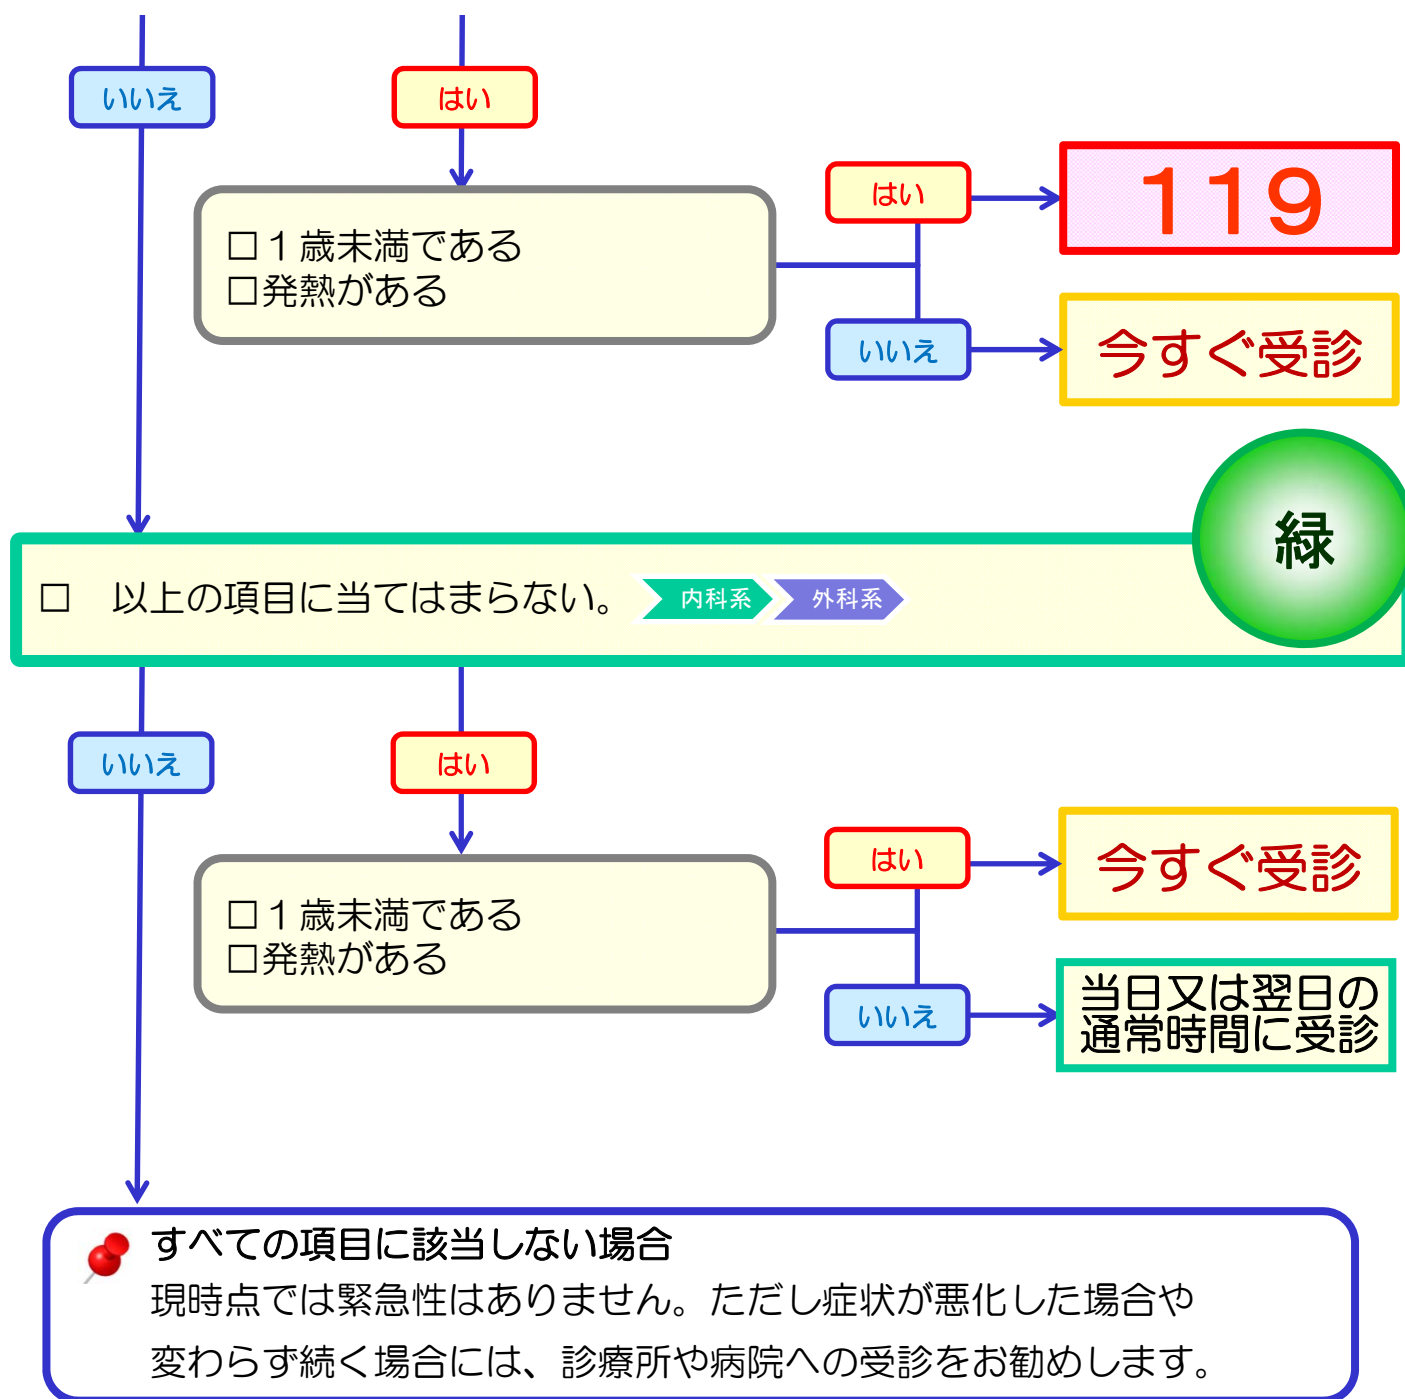 いいえ
はい
はい
119
□１歳未満である
□発熱がある
いいえ
今すぐ受診
緑
□　以上の項目に当てはまらない。 内科系 外科系
いいえ
はい
はい
今すぐ受診
□１歳未満である
□発熱がある
いいえ
当日又は翌日の
通常時間に受診
すべての項目に該当しない場合
現時点では緊急性はありません。ただし症状が悪化した場合や
変わらず続く場合には、診療所や病院への受診をお勧めします。